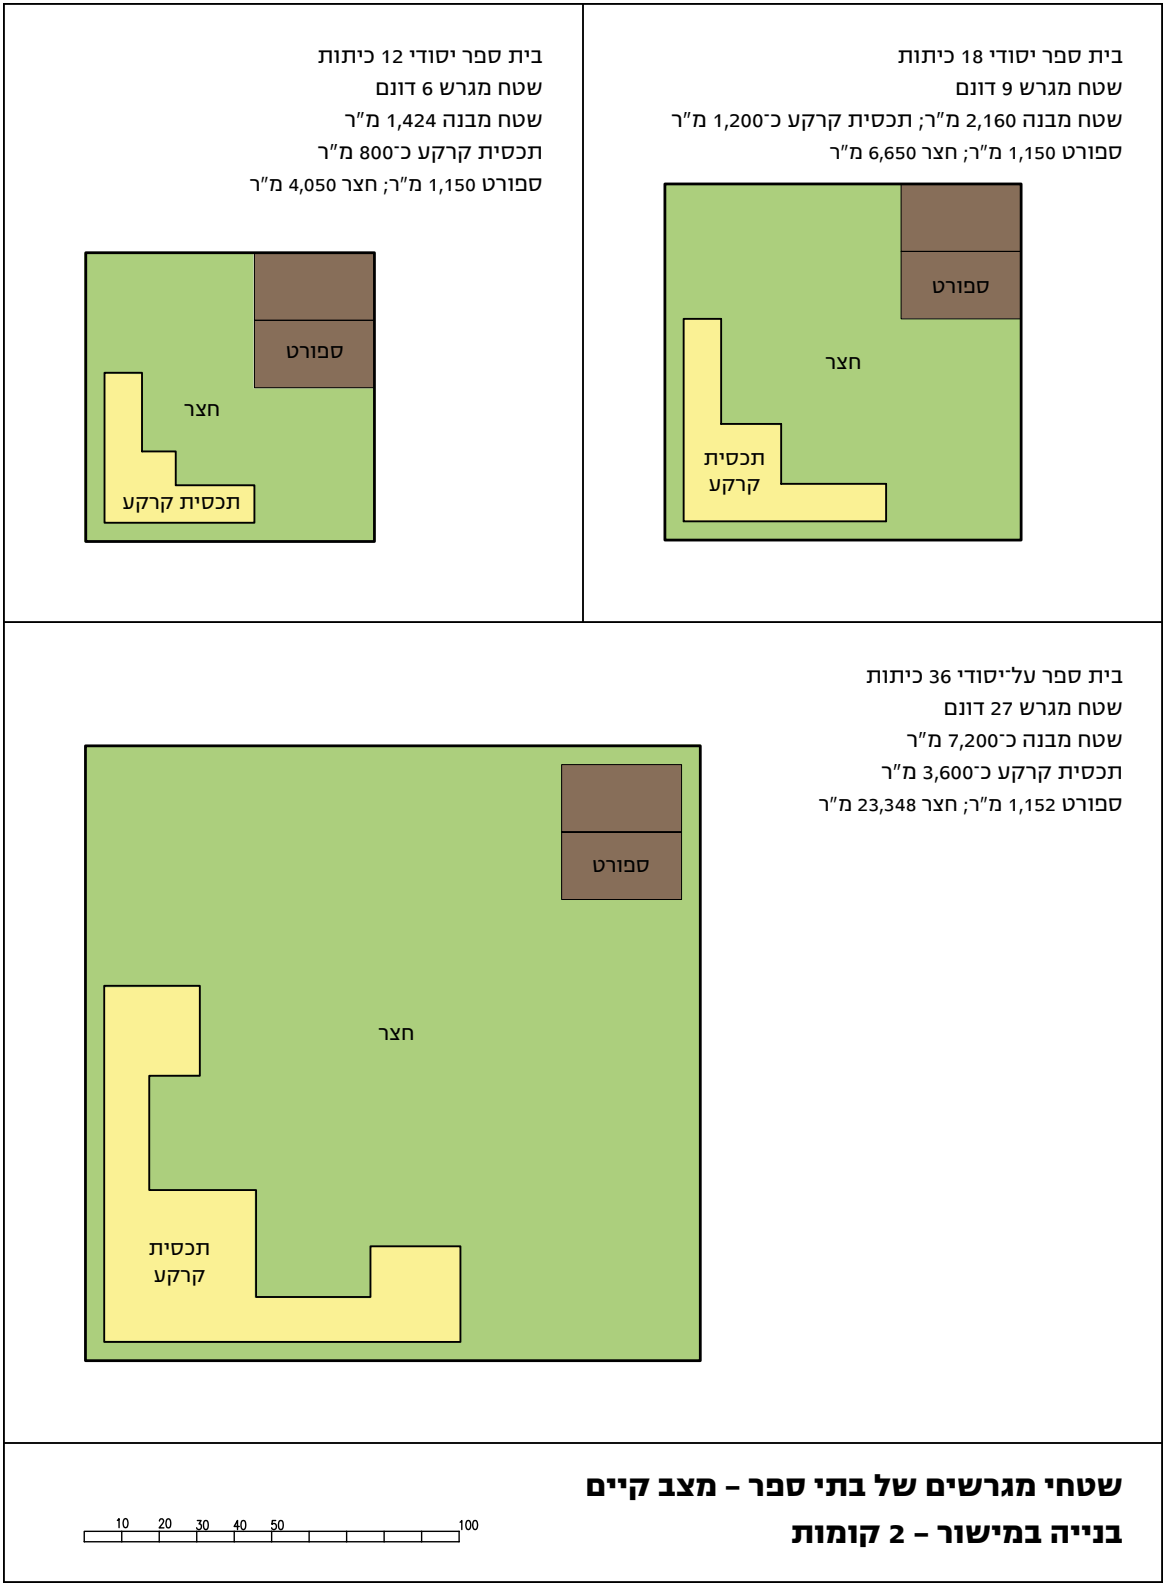 בית ספר יסודי 18 כיתות
שטח מגרש 9 דונם
שטח מבנה 2,160 מ"ר; תכסית קרקע כ־1,200 מ"ר
ספורט 1,150 מ"ר; חצר 6,650 מ"ר
ספורט
חצר
תכסית
קרקע
בית ספר יסודי 12 כיתות
שטח מגרש 6 דונם
שטח מבנה 1,424 מ"ר
תכסית קרקע כ־800 מ"ר
ספורט 1,150 מ"ר; חצר 4,050 מ"ר
ספורט
חצר
תכסית קרקע
בית ספר על־יסודי 36 כיתות
שטח מגרש 27 דונם
שטח מבנה כ־7,200 מ"ר
תכסית קרקע כ־3,600 מ"ר
ספורט 1,152 מ"ר; חצר 23,348 מ"ר
ספורט
חצר
תכסית
קרקע
שטחי מגרשים של בתי ספר – מצב קיים
בנייה במישור – 2 קומות
10 20 30 40 50 100